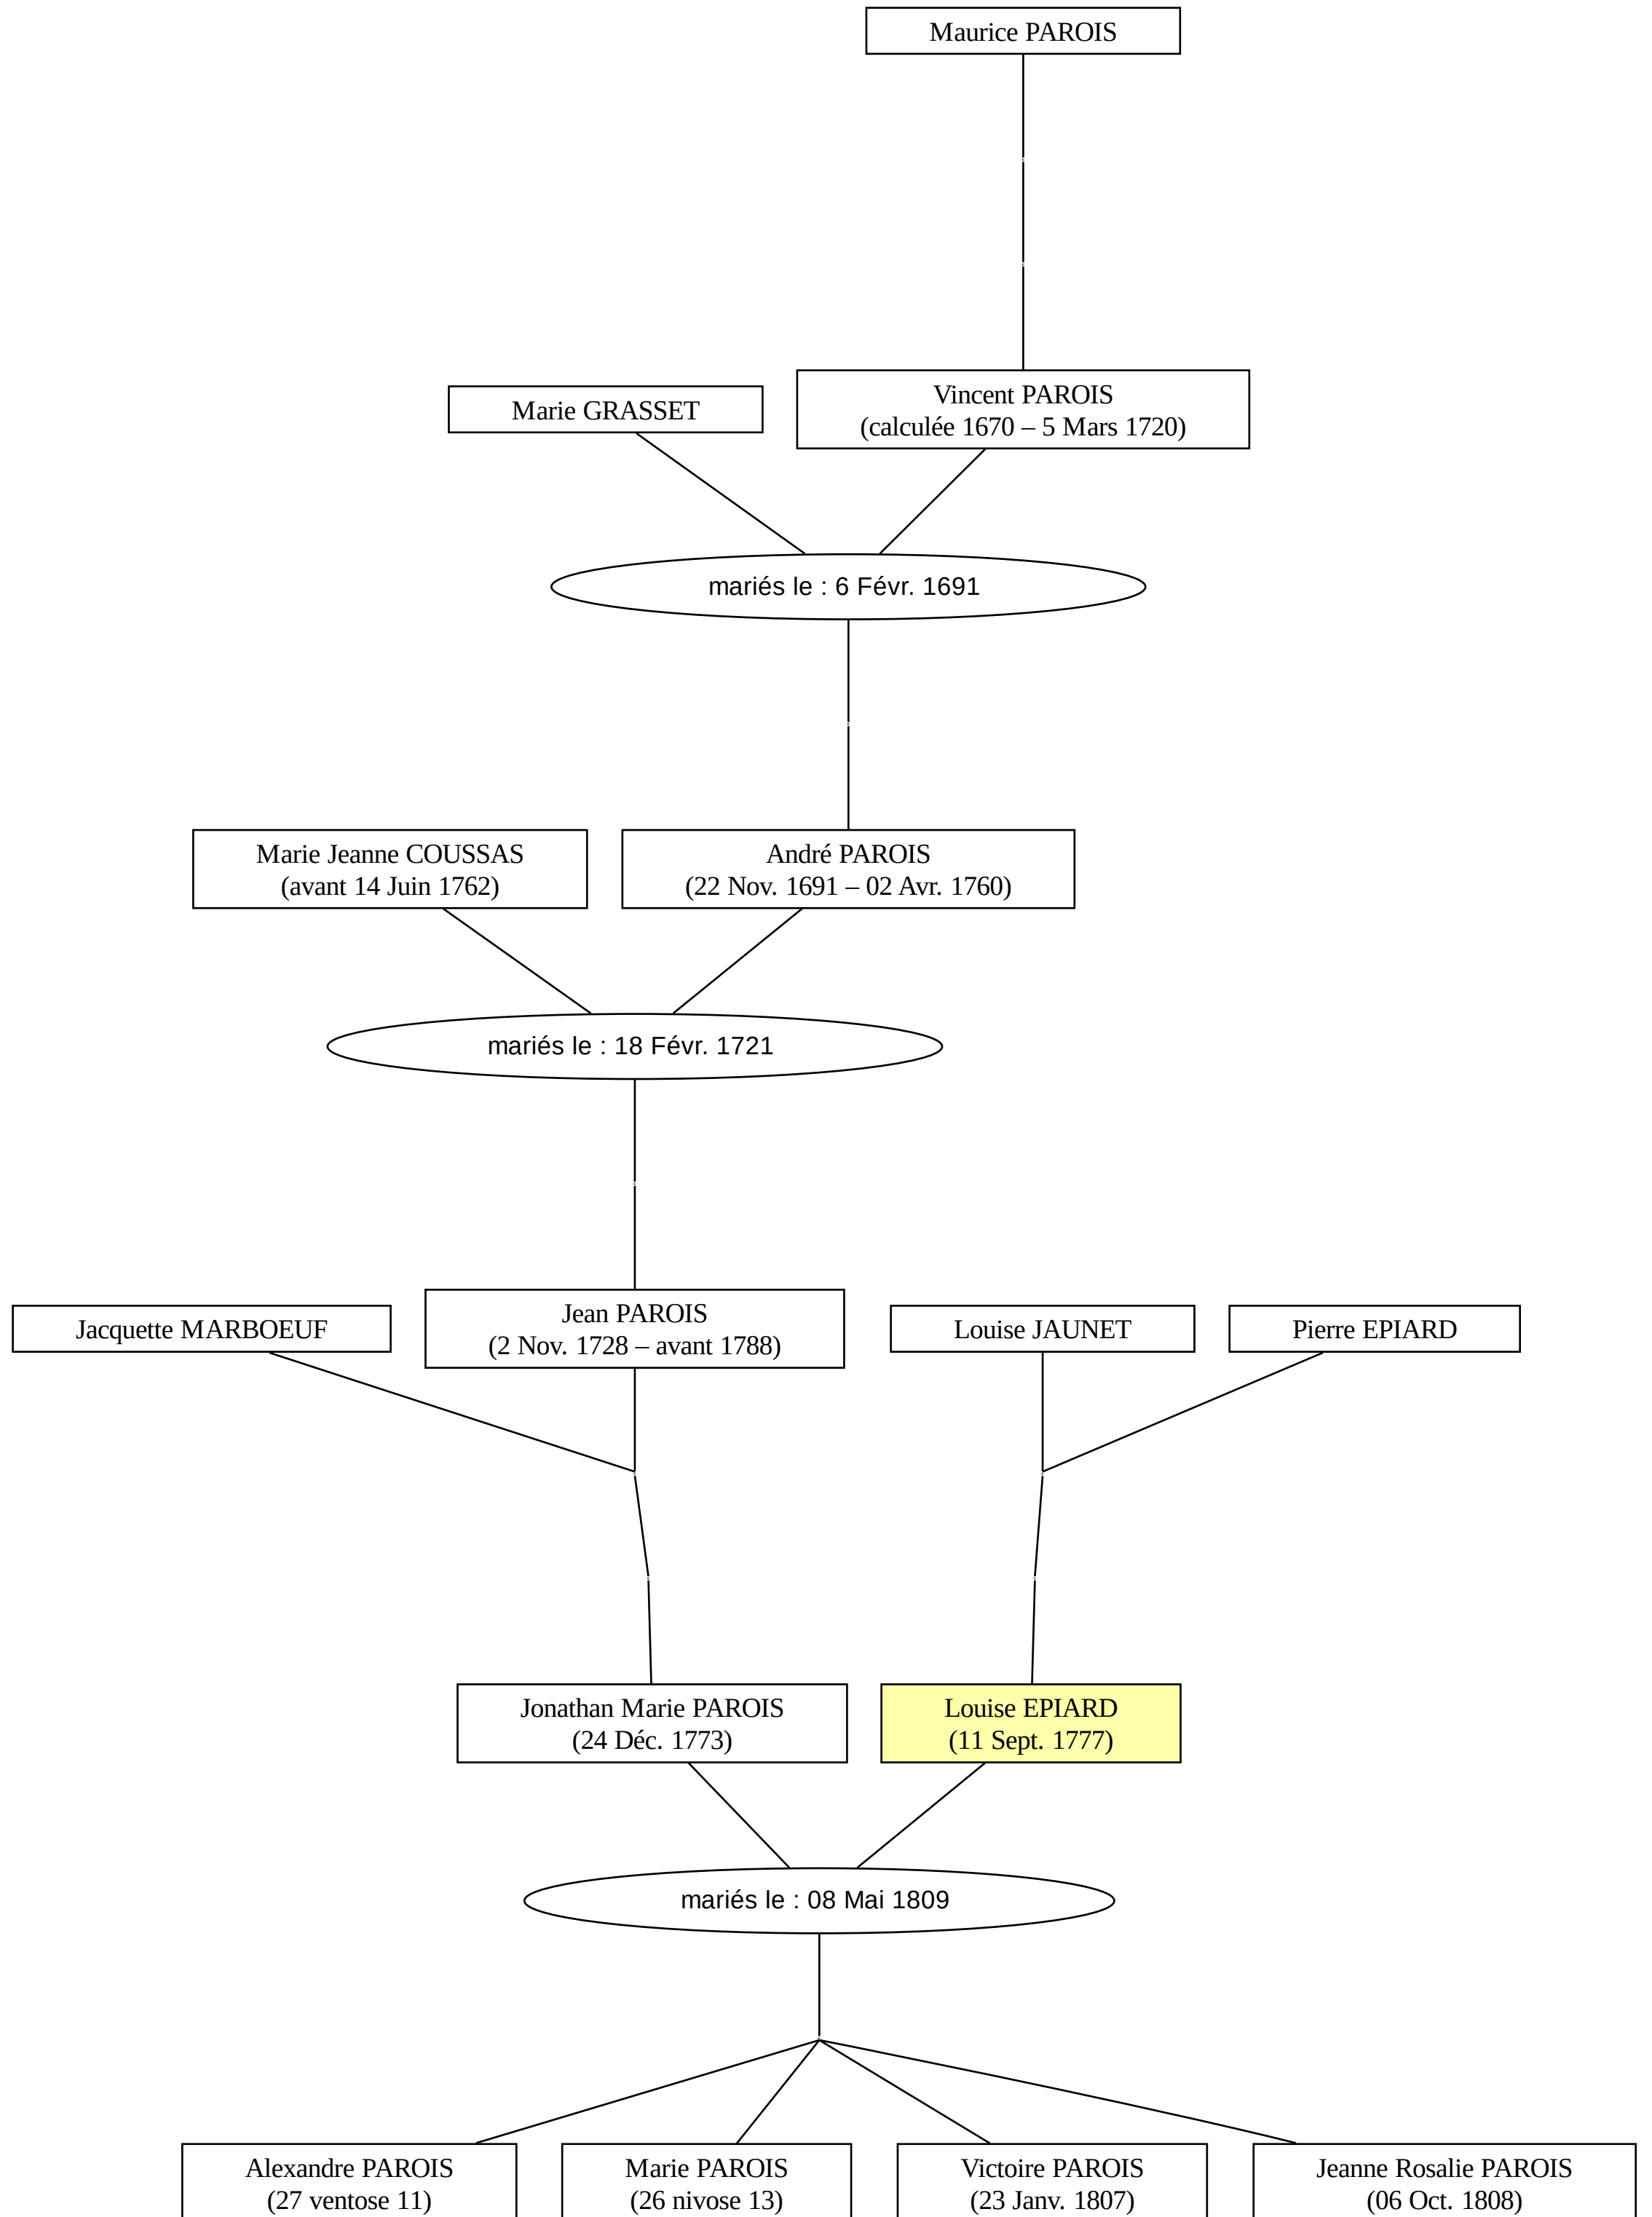 Maurice PAROIS
Marie GRASSET
Vincent PAROIS
(calculée 1670 – 5 Mars 1720)
mariés le : 6 Févr. 1691
Marie Jeanne COUSSAS
(avant 14 Juin 1762)
André PAROIS
(22 Nov. 1691 – 02 Avr. 1760)
mariés le : 18 Févr. 1721
Jacquette MARBOEUF
Jean PAROIS
(2 Nov. 1728 – avant 1788)
Louise JAUNET
Pierre EPIARD
Jonathan Marie PAROIS
(24 Déc. 1773)
Louise EPIARD
(11 Sept. 1777)
mariés le : 08 Mai 1809
Alexandre PAROIS
(27 ventose 11)
Marie PAROIS
(26 nivose 13)
Victoire PAROIS
(23 Janv. 1807)
Jeanne Rosalie PAROIS
(06 Oct. 1808)